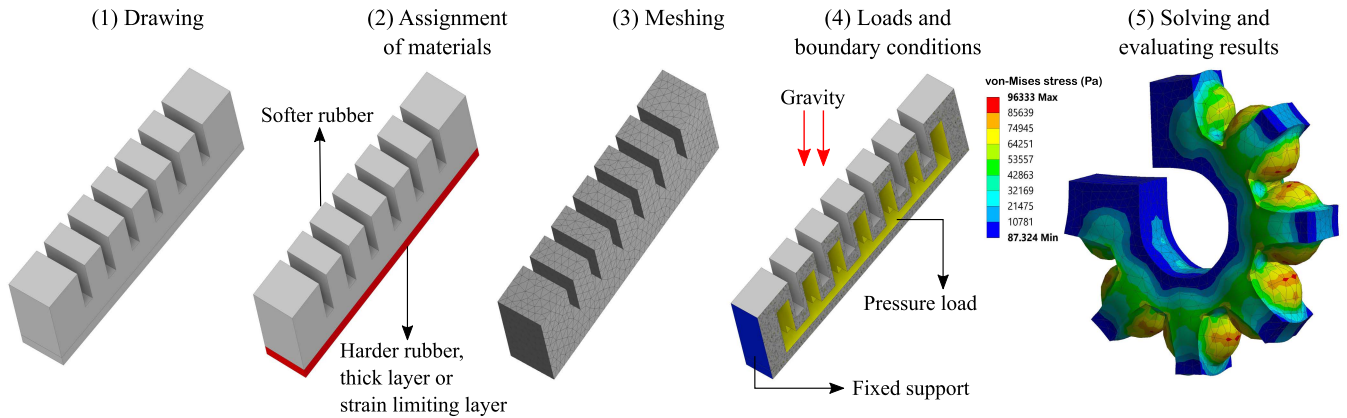 (1) Drawing
(2) Assignment
of materials
(3) Meshing
(4) Loads and
boundary conditions
(5) Solving and
evaluating results
Softer rubber
Harder rubber,
thick layer or
strain limiting layer
Gravity
Pressure load
Fixed support
von-Mises stress (Pa)
96333 Max
85639
74945
64251
53557
42863
32169
21475
10781
87.324 Min